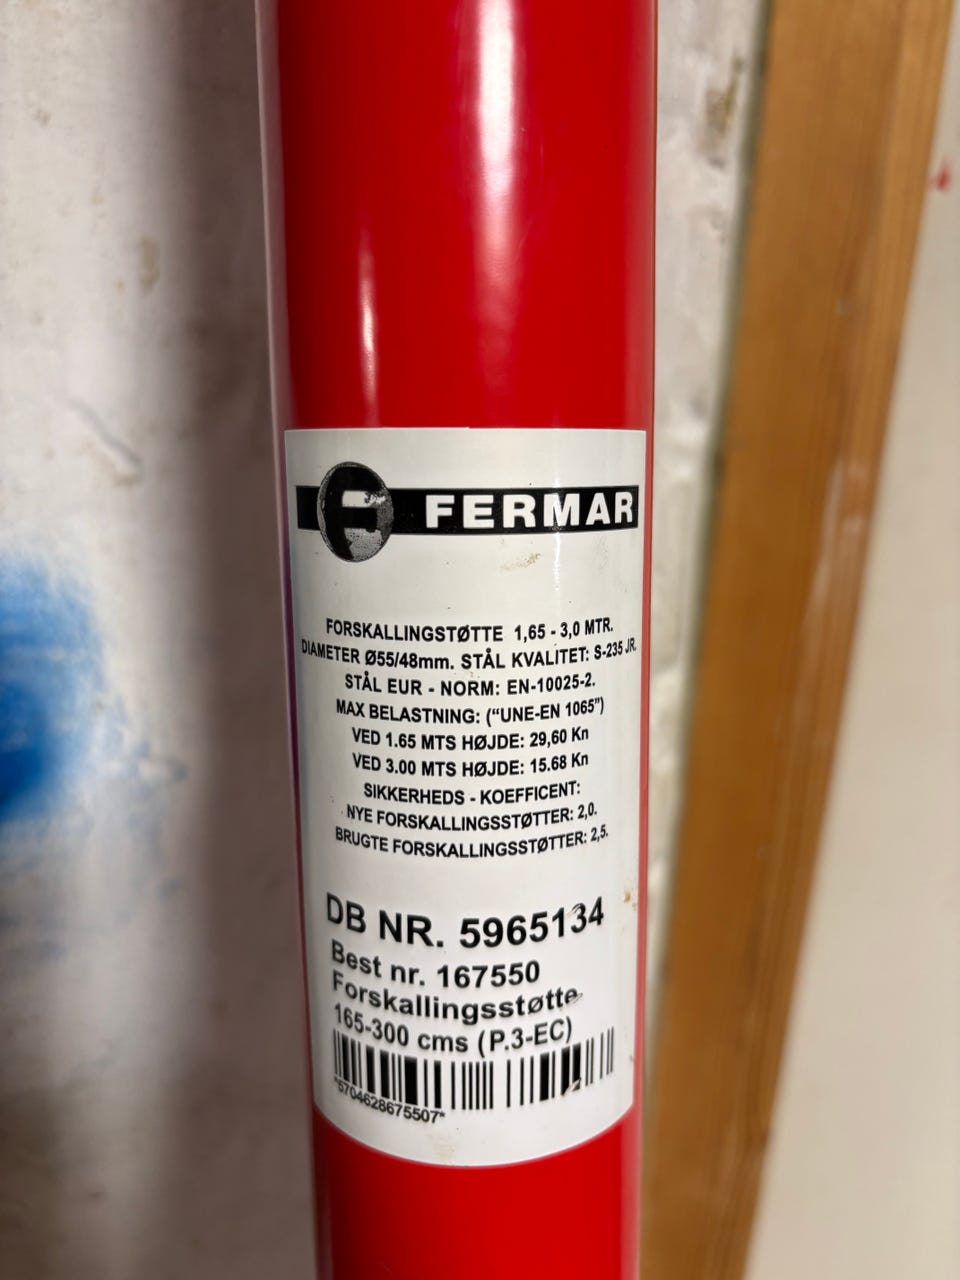 F FERMAR
FORSKALLINGSTØTTE 1,65 - 3,0 MTR.
DIAMETER Ø55/48mm. STÅL KVALITET: S-235 JR.
STÅL EUR - NORM: EN-10025-2.
MAX BELASTNING: (“UNE-EN 1065”)
VED 1.65 MTS HØJDE: 29,60 Kn
VED 3.00 MTS HØJDE: 15.68 Kn
SIKKERHEDS - KOEFFICENT:
NYE FORSKALLINGSSTØTTER: 2,0.
BRUGTE FORSKALLINGSSTØTTER: 2,5.
DB NR. 5965134
Best nr. 167550
Forskallingsstøtte
165-300 cms (P.3-EC)
*5704628675507*